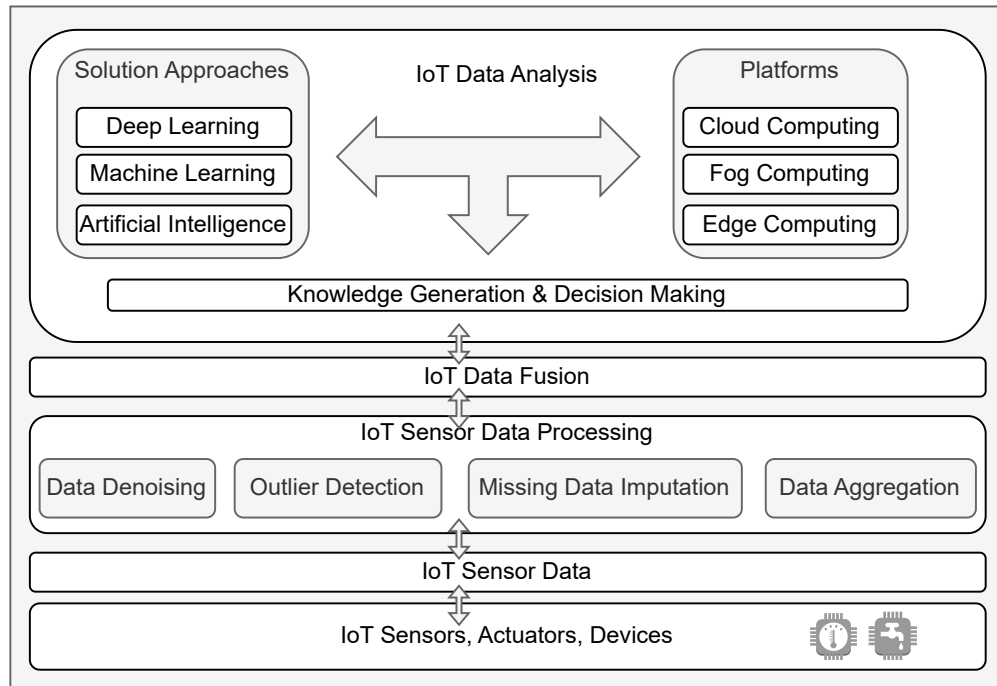 IoT Data Analysis
Solution Approaches
Deep Learning
Machine Learning
Artificial Intelligence
Platforms
Cloud Computing
Fog Computing
Edge Computing
Knowledge Generation & Decision Making
IoT Data Fusion
IoT Sensor Data Processing
Data Denoising
Outlier Detection
Missing Data Imputation
Data Aggregation
IoT Sensor Data
IoT Sensors, Actuators, Devices